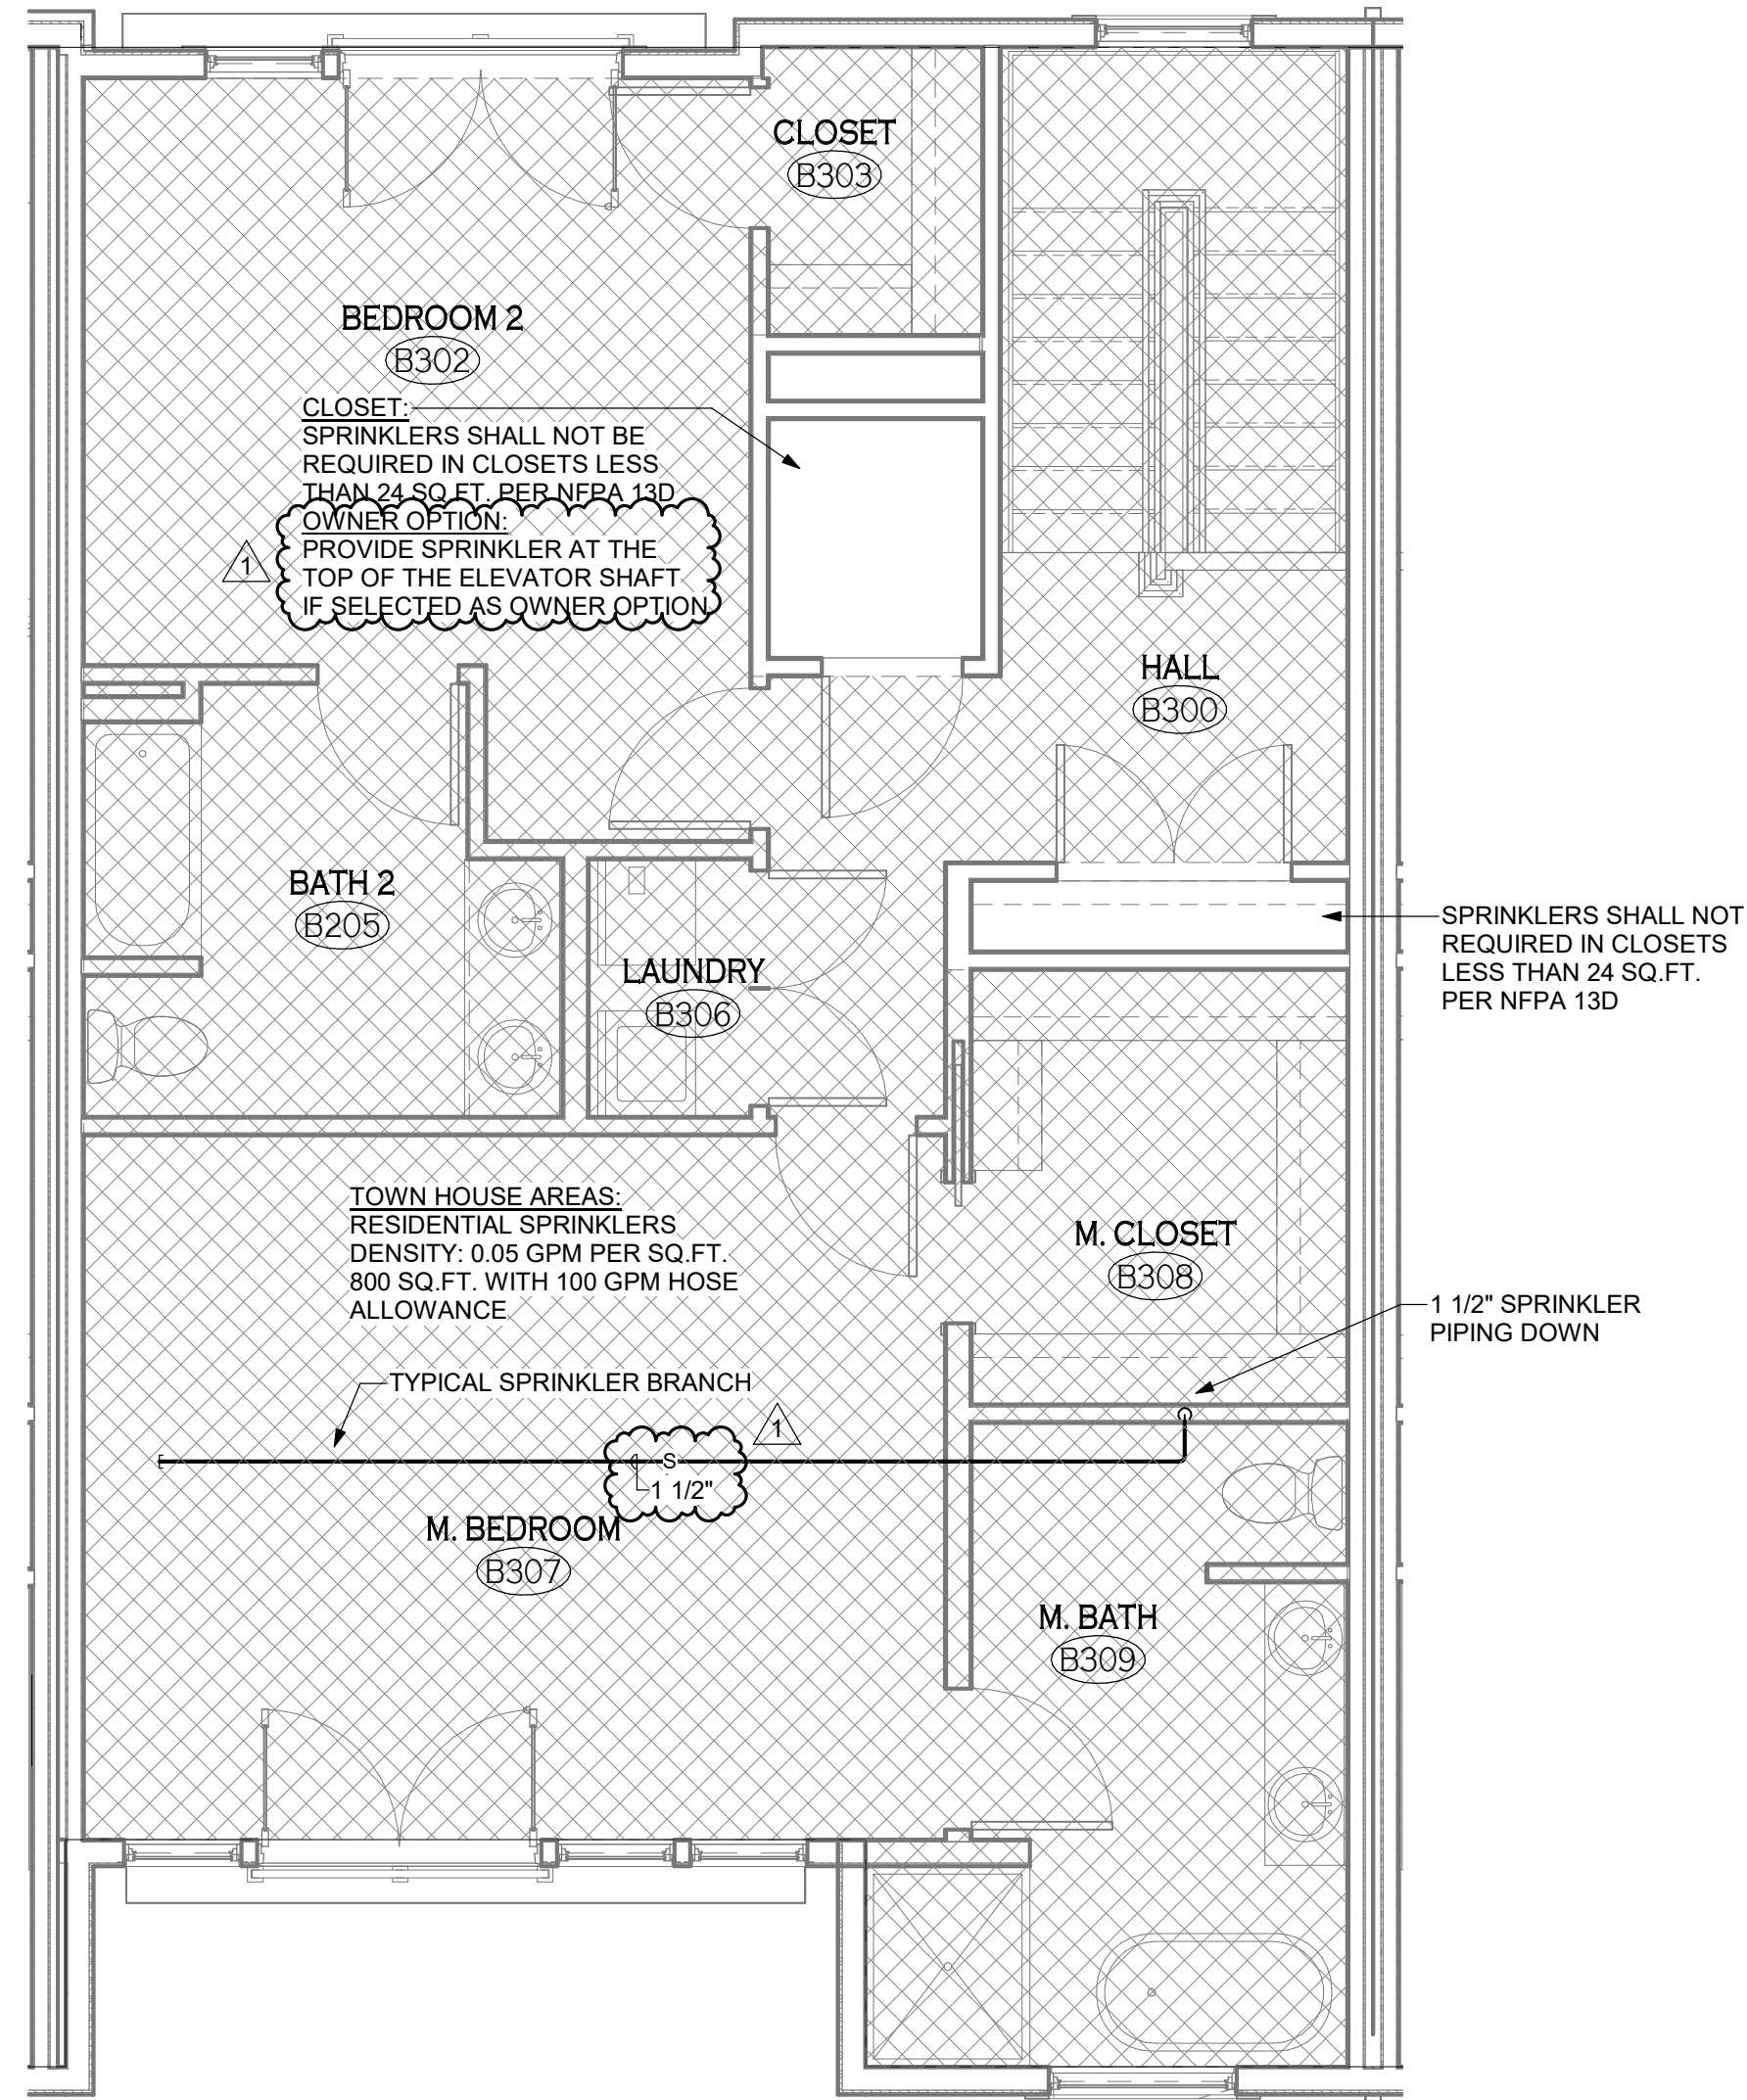 CLOSET
B303
BEDROOM 2
B302
CLOSET:
SPRINKLERS SHALL NOT BE
REQUIRED IN CLOSETS LESS
THAN 24 SQ.FT. PER NFPA 13D
OWNER OPTION:
PROVIDE SPRINKLER AT THE
TOP OF THE ELEVATOR SHAFT
IF SELECTED AS OWNER OPTION
1
HALL
B300
BATH 2
B205
LAUNDRY
B306
SPRINKLERS SHALL NOT
REQUIRED IN CLOSETS
LESS THAN 24 SQ.FT.
PER NFPA 13D
TOWN HOUSE AREAS:
RESIDENTIAL SPRINKLERS
DENSITY: 0.05 GPM PER SQ.FT.
800 SQ.FT. WITH 100 GPM HOSE
ALLOWANCE
M. CLOSET
B308
1 1/2" SPRINKLER
PIPING DOWN
TYPICAL SPRINKLER BRANCH
1
S
1 1/2"
M. BEDROOM
B307
M. BATH
B309